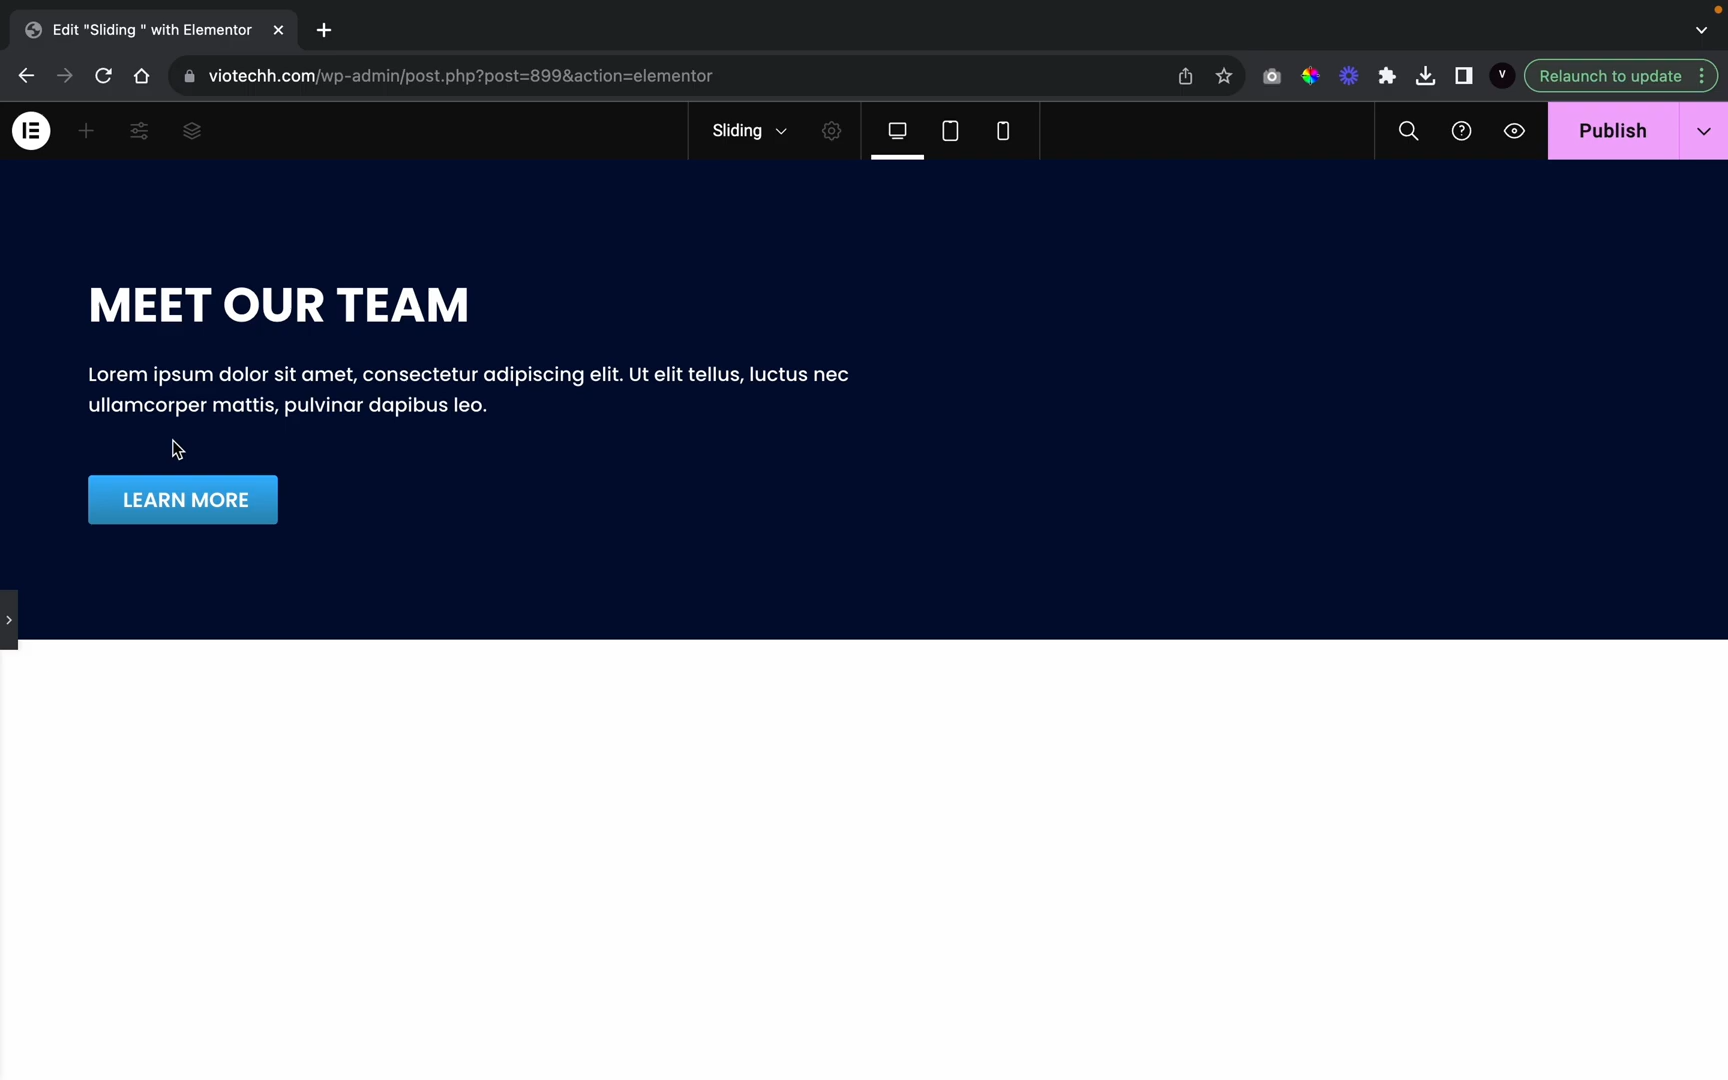 Edit "Sliding " with Elementor
viotechh.com/wp-admin/post.php?post=899&action=elementor
V
Relaunch to update
Sliding
Publish
MEET OUR TEAM
Lorem ipsum dolor sit amet, consectetur adipiscing elit. Ut elit tellus, luctus nec
ullamcorper mattis, pulvinar dapibus leo.
LEARN MORE